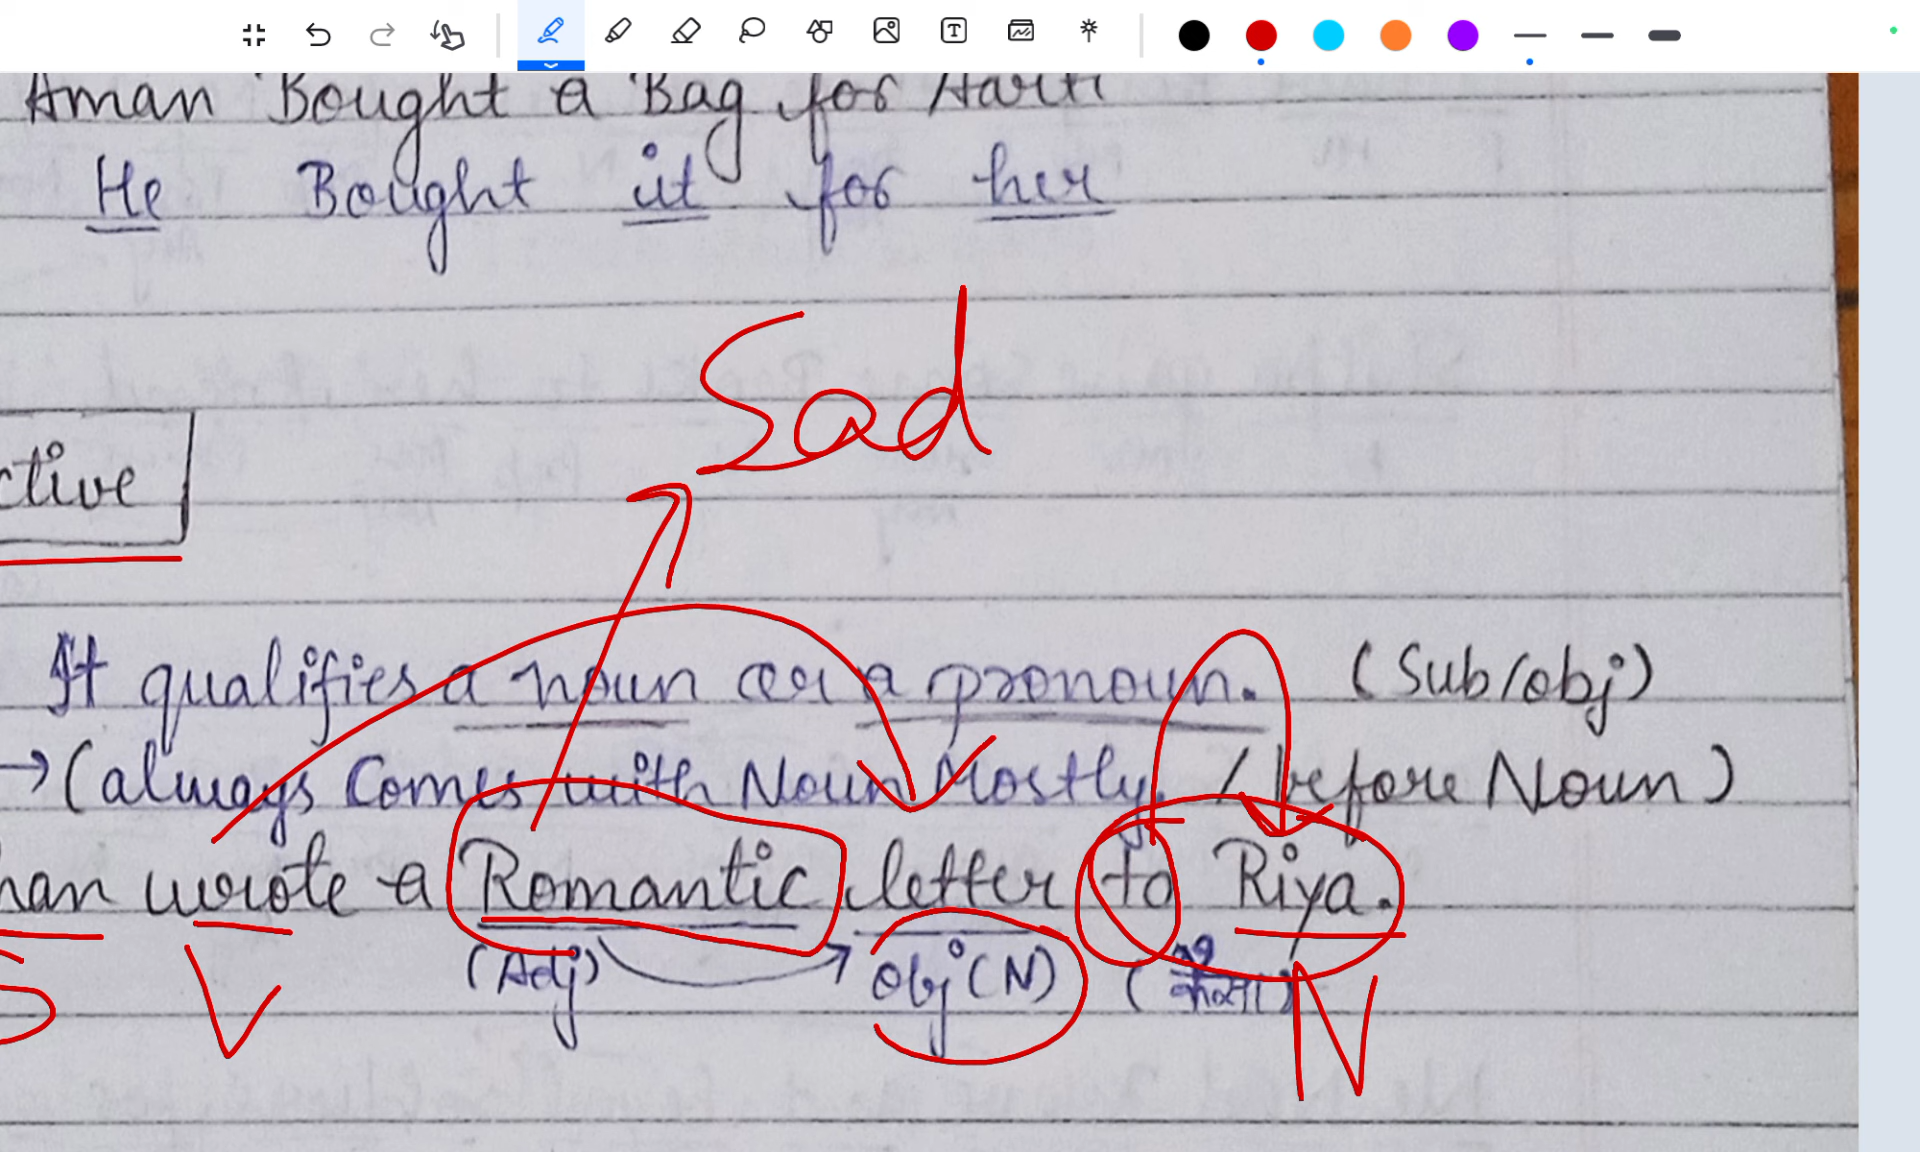 Aman Bought a Bag for Aarti
He Bought it for her
Sad
ctive
It qualifies a noun or a pronoun. (Sub/obj)
→(always Comes with Noun Mostly. / before Noun)
man wrote a Romantic letter to Riya.
(Adj) obj (N)
S V N